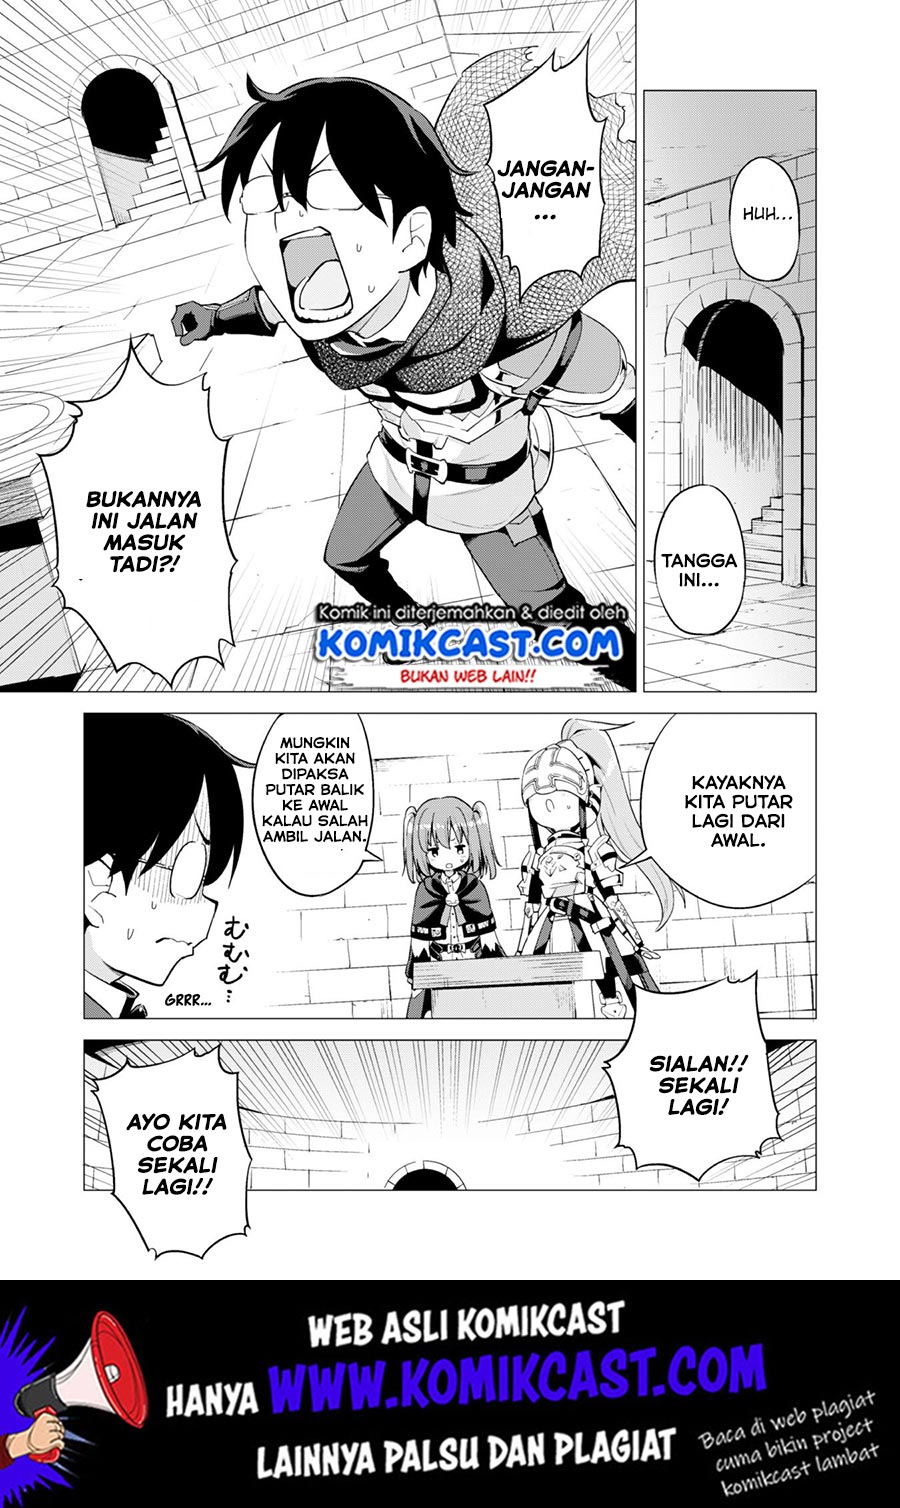 HUH...
TANGGA
INI...
JANGAN-
JANGAN
...
BUKANNYA
INI JALAN
MASUK
TADI?!
Komik ini diterjemahkan & diedit oleh
KOMIKCAST.COM
BUKAN WEB LAIN!!
KAYAKNYA
KITA PUTAR
LAGI DARI
AWAL.
MUNGKIN
KITA AKAN
DIPAKSA
PUTAR BALIK
KE AWAL
KALAU SALAH
AMBIL JALAN.
むむむ…
GRRR...
SIALAN!!
SEKALI
LAGI!
AYO KITA
COBA
SEKALI
LAGI!!
WEB ASLI KOMIKCAST
HANYA WWW.KOMIKCAST.COM
LAINNYA PALSU DAN PLAGIAT
Baca di web plagiat
cuma bikin project
komikcast lambat